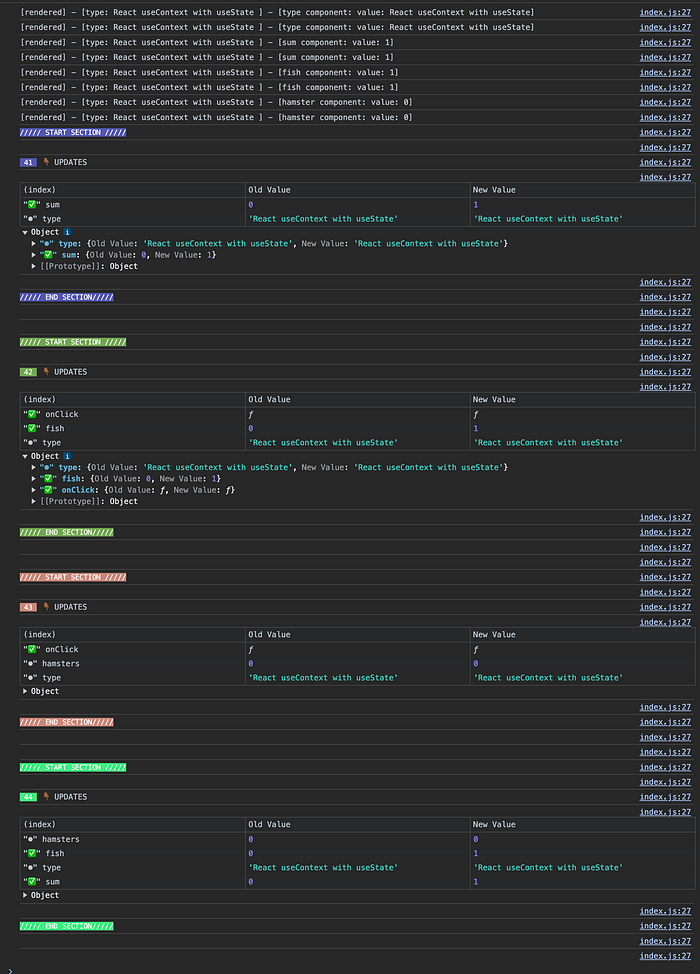 [rendered] – [type: React useContext with useState ] – [type component: value: React useContext with useState] index.js:27
[rendered] – [type: React useContext with useState ] – [type component: value: React useContext with useState] index.js:27
[rendered] – [type: React useContext with useState ] – [sum component: value: 1] index.js:27
[rendered] – [type: React useContext with useState ] – [sum component: value: 1] index.js:27
[rendered] – [type: React useContext with useState ] – [fish component: value: 1] index.js:27
[rendered] – [type: React useContext with useState ] – [fish component: value: 1] index.js:27
[rendered] – [type: React useContext with useState ] – [hamster component: value: 0] index.js:27
[rendered] – [type: React useContext with useState ] – [hamster component: value: 0] index.js:27
///// START SECTION ///// index.js:27
index.js:27
41 👇🏾 UPDATES index.js:27
index.js:27
(index) Old Value New Value
"✅" sum 0 1
"⚫" type 'React useContext with useState' 'React useContext with useState'
▼ Object i
▶ "⚫" type: {Old Value: 'React useContext with useState', New Value: 'React useContext with useState'}
▶ "✅" sum: {Old Value: 0, New Value: 1}
▶ [[Prototype]]: Object
index.js:27
///// END SECTION///// index.js:27
index.js:27
index.js:27
///// START SECTION ///// index.js:27
index.js:27
42 👇🏾 UPDATES index.js:27
index.js:27
(index) Old Value New Value
"✅" onClick ƒ ƒ
"✅" fish 0 1
"⚫" type 'React useContext with useState' 'React useContext with useState'
▼ Object i
▶ "⚫" type: {Old Value: 'React useContext with useState', New Value: 'React useContext with useState'}
▶ "✅" fish: {Old Value: 0, New Value: 1}
▶ "✅" onClick: {Old Value: ƒ, New Value: ƒ}
▶ [[Prototype]]: Object
index.js:27
///// END SECTION///// index.js:27
index.js:27
index.js:27
///// START SECTION ///// index.js:27
index.js:27
43 👇🏾 UPDATES index.js:27
index.js:27
(index) Old Value New Value
"✅" onClick ƒ ƒ
"⚫" hamsters 0 0
"⚫" type 'React useContext with useState' 'React useContext with useState'
▶ Object
index.js:27
///// END SECTION///// index.js:27
index.js:27
index.js:27
///// START SECTION ///// index.js:27
index.js:27
44 👇🏾 UPDATES index.js:27
index.js:27
(index) Old Value New Value
"⚫" hamsters 0 0
"✅" fish 0 1
"⚫" type 'React useContext with useState' 'React useContext with useState'
"✅" sum 0 1
▶ Object
index.js:27
///// END SECTION///// index.js:27
index.js:27
index.js:27